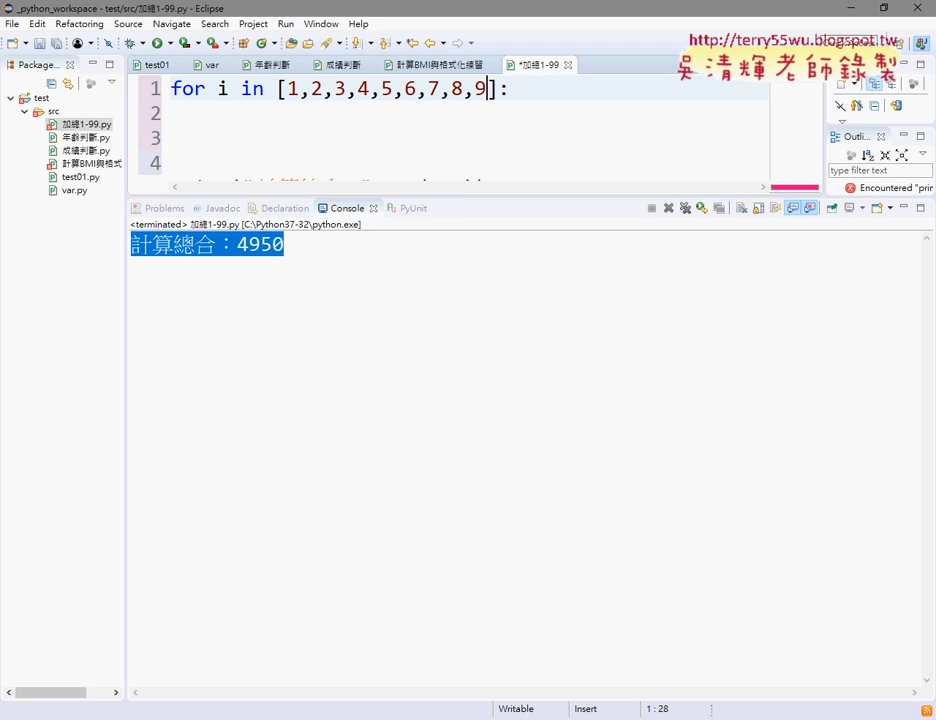 _python_workspace - test/src/加總1-99.py - Eclipse
File Edit Refactoring Source Navigate Search Project Run Window Help
http://terry55wu.blogspot.tw
吳清輝老師錄製
Package...
test01 var 年齡判斷 成績判斷 計算BMI與格式化練習 *加總1-99
test
src
加總1-99.py
年齡判斷.py
成績判斷.py
計算BMI與格式
test01.py
var.py
1 for i in [1,2,3,4,5,6,7,8,9]:
2
3
4
Outli...
type filter text
Encountered "prin
Problems Javadoc Declaration Console PyUnit
<terminated> 加總1-99.py [C:\Python37-32\python.exe]
計算總合：4950
Writable Insert 1 : 28